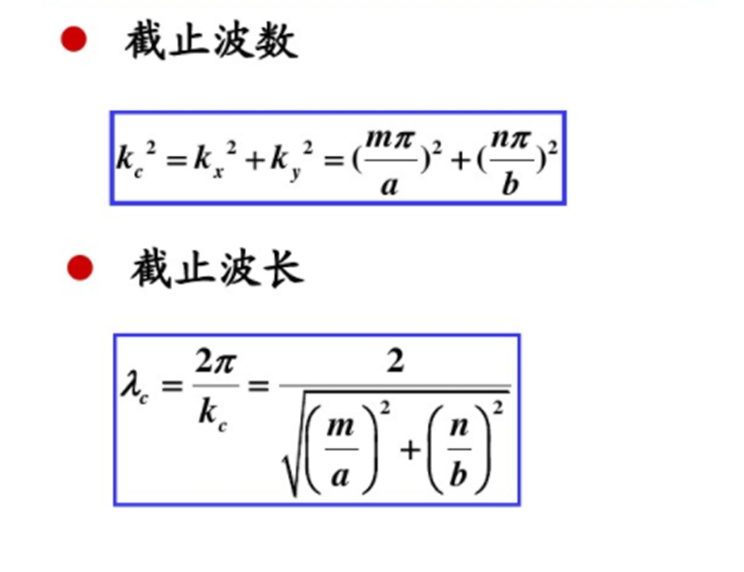 ● 截止波数
k_c² = k_x² + k_y² = (mπ/a)² + (nπ/b)²
● 截止波长
λ_c = 2π/k_c = 2/√((m/a)² + (n/b)²)